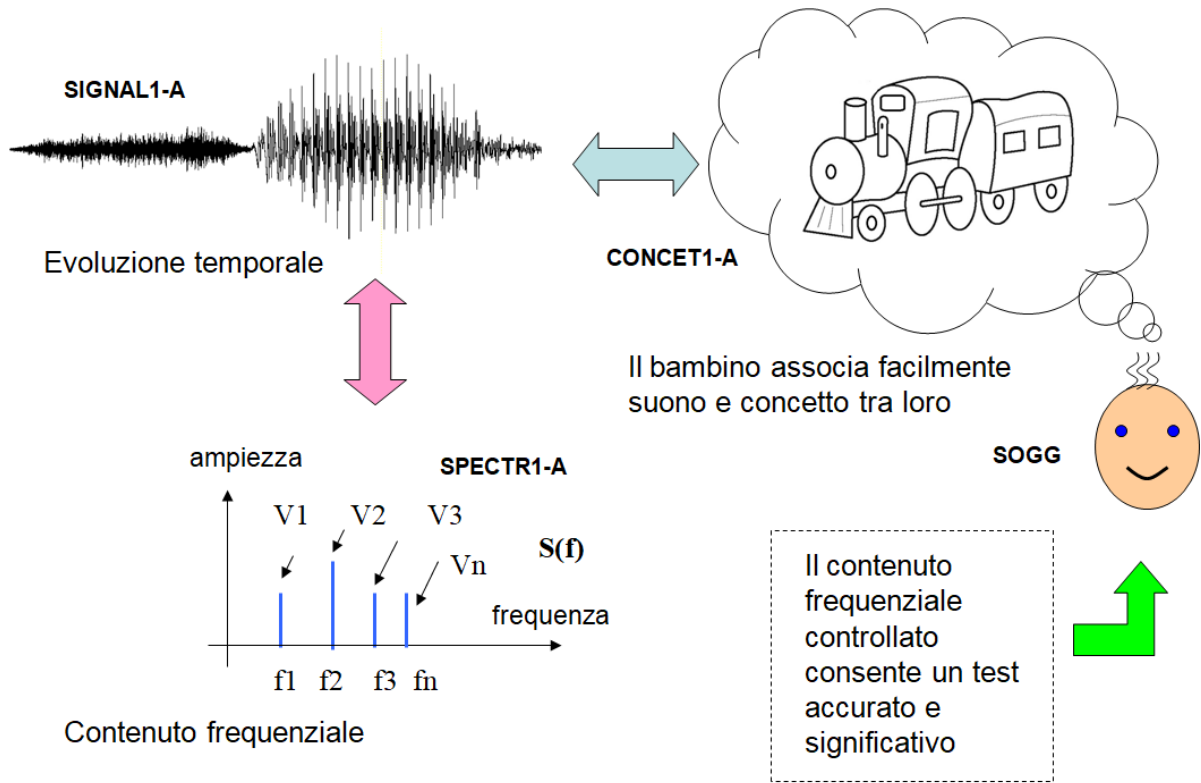 SIGNAL1-A
Evoluzione temporale
CONCET1-A
Il bambino associa facilmente
suono e concetto tra loro
SOGG
ampiezza
SPECTR1-A
V1
V2
V3
Vn
S(f)
frequenza
f1 f2 f3 fn
Contenuto frequenziale
Il contenuto
frequenziale
controllato
consente un test
accurato e
significativo